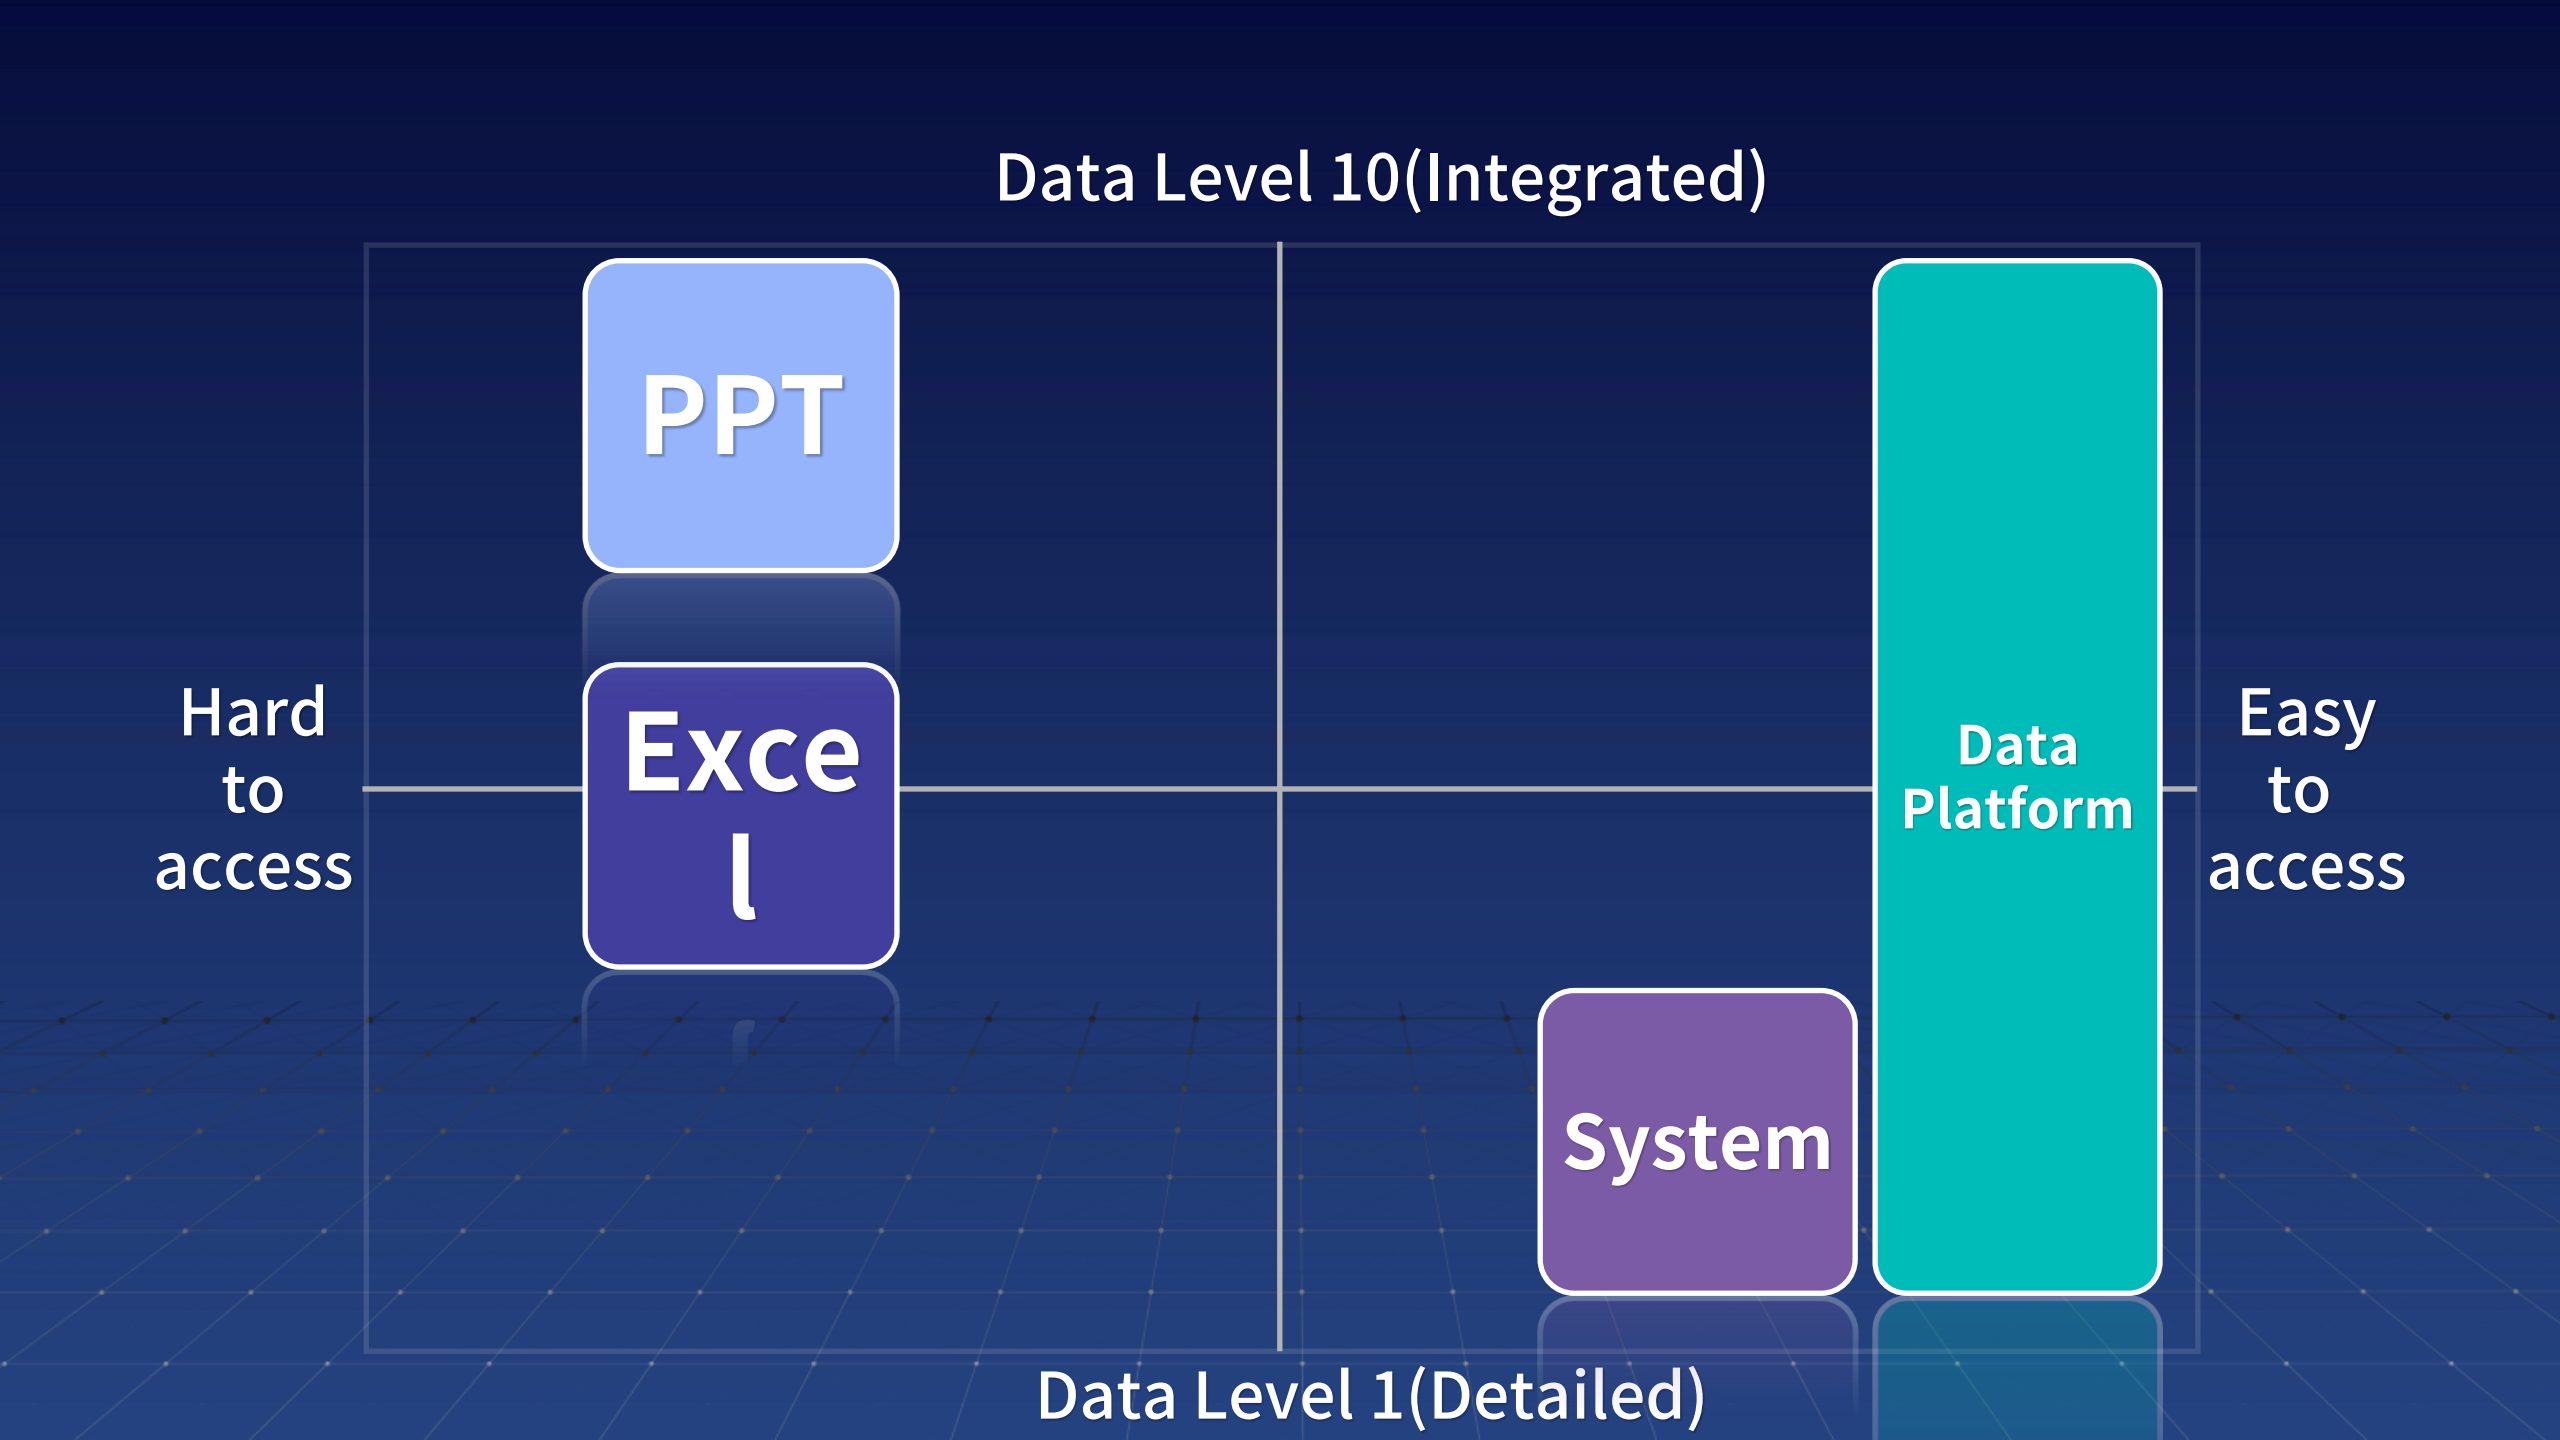 Data Level 10(Integrated)
PPT
Hard
to
access
Exce
l
Data
Platform
Easy
to
access
System
Data Level 1(Detailed)